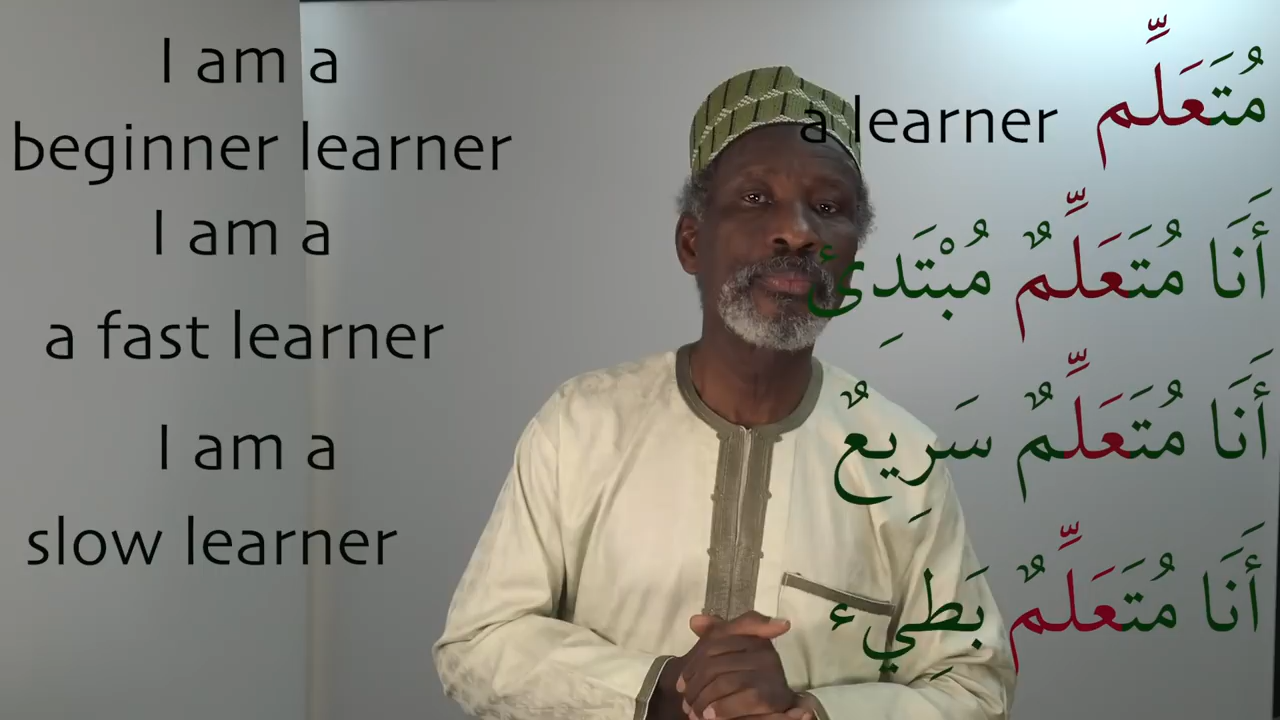 I am a
beginner learner
I am a
a fast learner
I am a
slow learner
a learner
مُتَعَلِّم
أَنَا مُتَعَلِّمٌ مُبْتَدِئ
أَنَا مُتَعَلِّمٌ سَرِيعٌ
أَنَا مُتَعَلِّمٌ بَطِيء